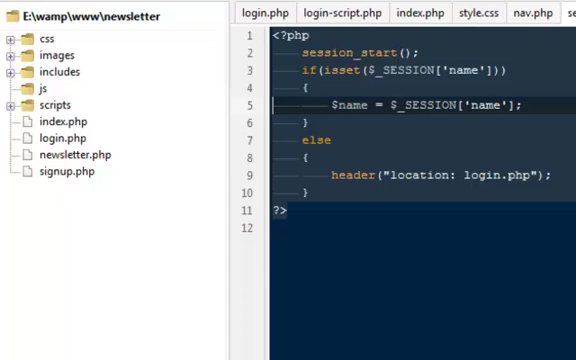 E:\wamp\www\newsletter
css
images
includes
js
scripts
index.php
login.php
newsletter.php
signup.php
login.php login-script.php index.php style.css nav.php se
1 <?php
2 session_start();
3 if(isset($_SESSION['name']))
4 {
5 $name = $_SESSION['name'];
6 }
7 else
8 {
9 header("location: login.php");
10 }
11 ?>
12